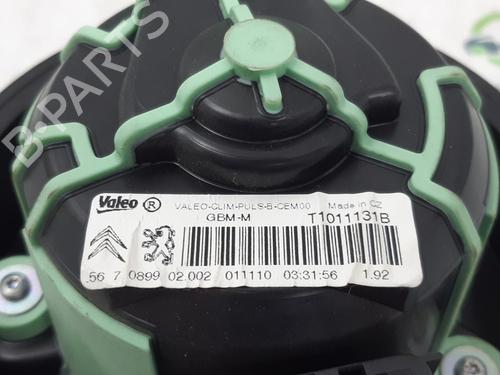 B-PARTS
Valeo ® VALEO-CLIM-PULS-B-CEM00 Made in CZ
GBM-M T1011131B
56 7 0899 02.002 011110 03:31:56 1.92